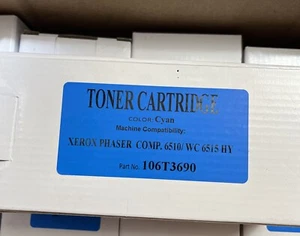 TONER CARTRIDGE
COLOR: Cyan
Machine Compatibility:
XEROX PHASER COMP. 6510/ WC 6515 HY
Part No. 106T3690